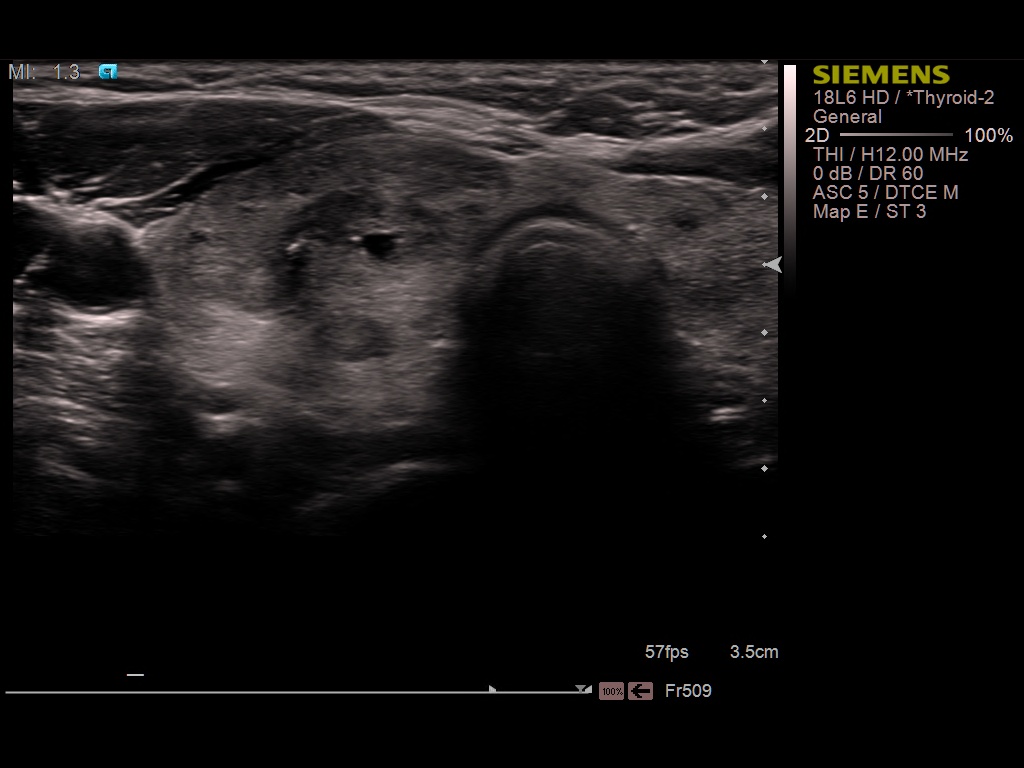 MI: 1.3
SIEMENS
18L6 HD / *Thyroid-2
General
2D 100%
THI / H12.00 MHz
0 dB / DR 60
ASC 5 / DTCE M
Map E / ST 3
57fps 3.5cm
100% Fr509